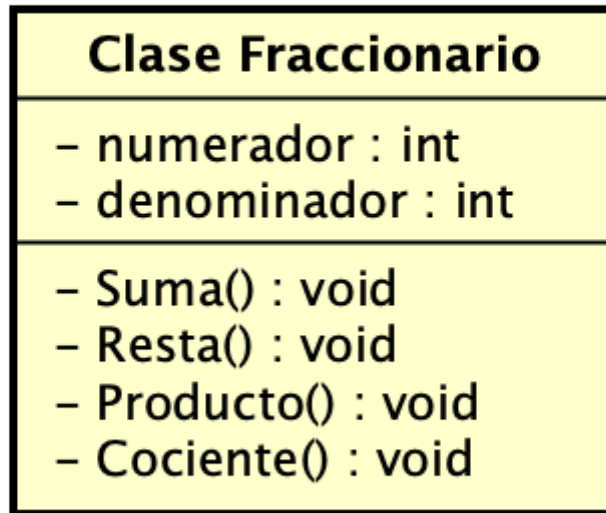 Clase Fraccionario
– numerador : int
– denominador : int
– Suma() : void
– Resta() : void
– Producto() : void
– Cociente() : void